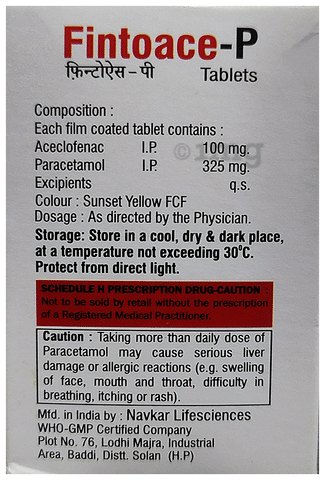 Fintoace-P
फ़िन्टोऐस - पी Tablets
Composition :
Each film coated tablet contains :
Aceclofenac I.P. 100 mg.
Paracetamol I.P. 325 mg.
Excipients q.s.
Colour : Sunset Yellow FCF
Dosage : As directed by the Physician.
Storage: Store in a cool, dry & dark place,
at a temperature not exceeding 30⁰C.
Protect from direct light.
SCHEDULE H PRESCRIPTION DRUG-CAUTION :
Not to be sold by retail without the prescription
of a Registered Medical Practitioner.
Caution : Taking more than daily dose of
Paracetamol may cause serious liver
damage or allergic reactions (e.g. swelling
of face, mouth and throat, difficulty in
breathing, itching or rash).
Mfd. in India by : Navkar Lifesciences
WHO-GMP Certified Company
Plot No. 76, Lodhi Majra, Industrial
Area, Baddi, Distt. Solan (H.P)